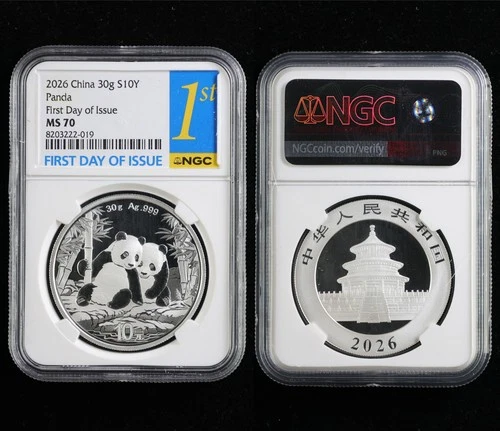 2026 China 30g S10Y
Panda
First Day of Issue
MS 70
8203222-019
1st
FIRST DAY OF ISSUE
NGC
30g Ag.999
10元
NGC
NGCcoin.com/verify
PNG
中华人民共和国
2026